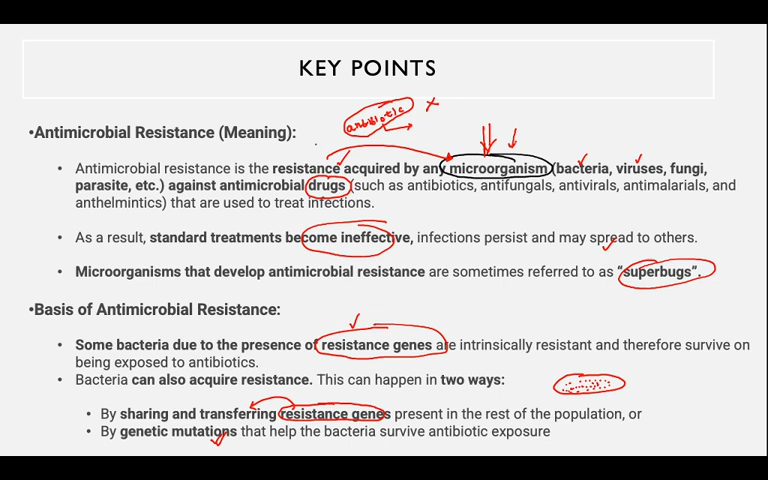 KEY POINTS
antibiotic
•Antimicrobial Resistance (Meaning):
• Antimicrobial resistance is the resistance acquired by any microorganism (bacteria, viruses, fungi,
parasite, etc.) against antimicrobial drugs (such as antibiotics, antifungals, antivirals, antimalarials, and
anthelmintics) that are used to treat infections.
• As a result, standard treatments become ineffective, infections persist and may spread to others.
• Microorganisms that develop antimicrobial resistance are sometimes referred to as “superbugs”.
•Basis of Antimicrobial Resistance:
• Some bacteria due to the presence of resistance genes are intrinsically resistant and therefore survive on
being exposed to antibiotics.
• Bacteria can also acquire resistance. This can happen in two ways:
• By sharing and transferring resistance genes present in the rest of the population, or
• By genetic mutations that help the bacteria survive antibiotic exposure